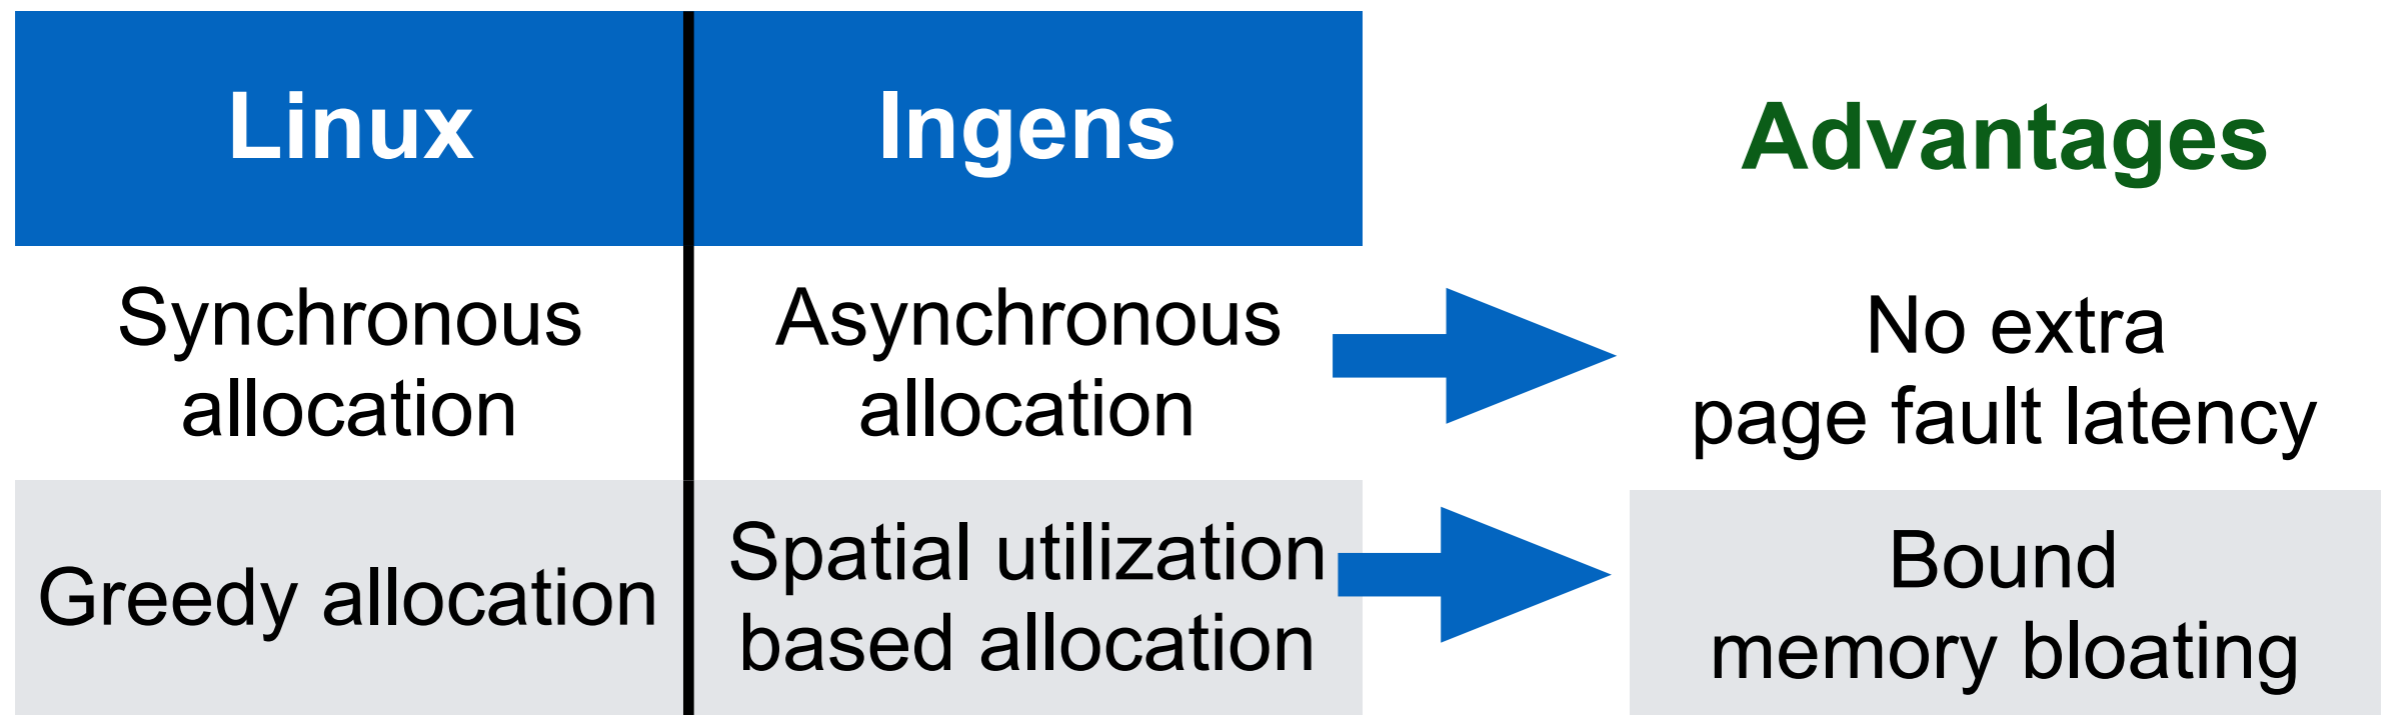 Linux
Ingens
Advantages
Synchronous
allocation
Asynchronous
allocation
No extra
page fault latency
Greedy allocation
Spatial utilization
based allocation
Bound
memory bloating